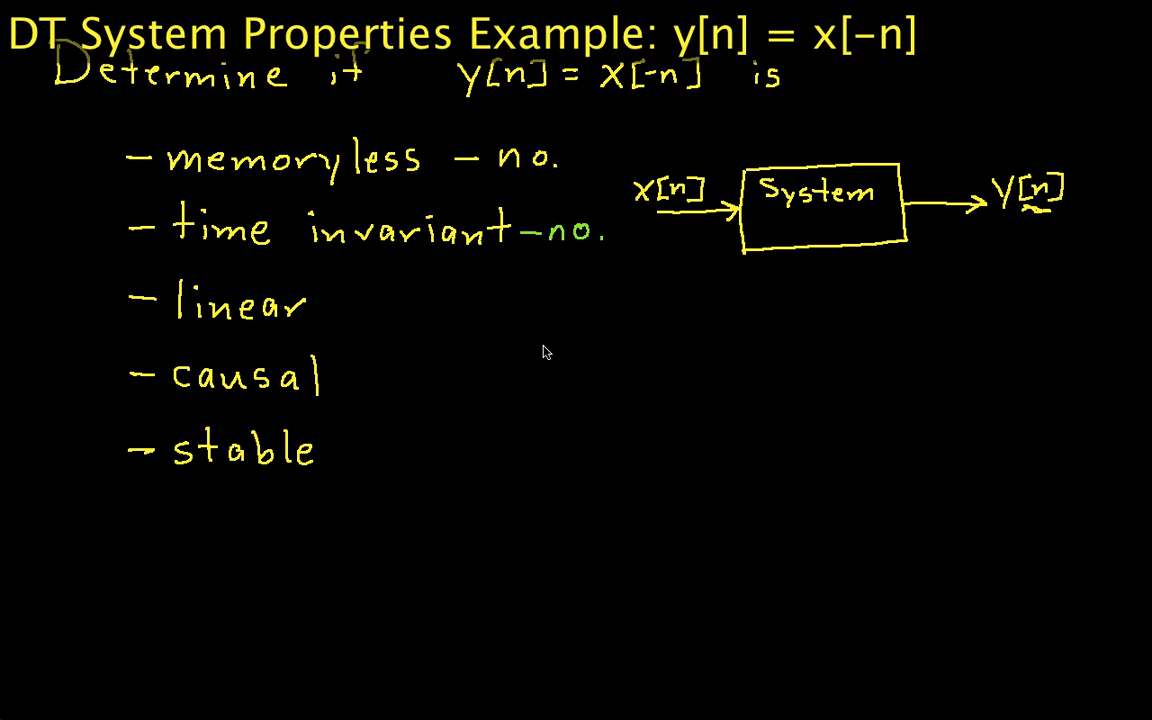 DT System Properties Example: y[n] = x[-n]
Determine if y[n] = x[-n] is
- memoryless - no.
x[n] System y[n]
- time invariant - no.
- linear
- causal
- stable